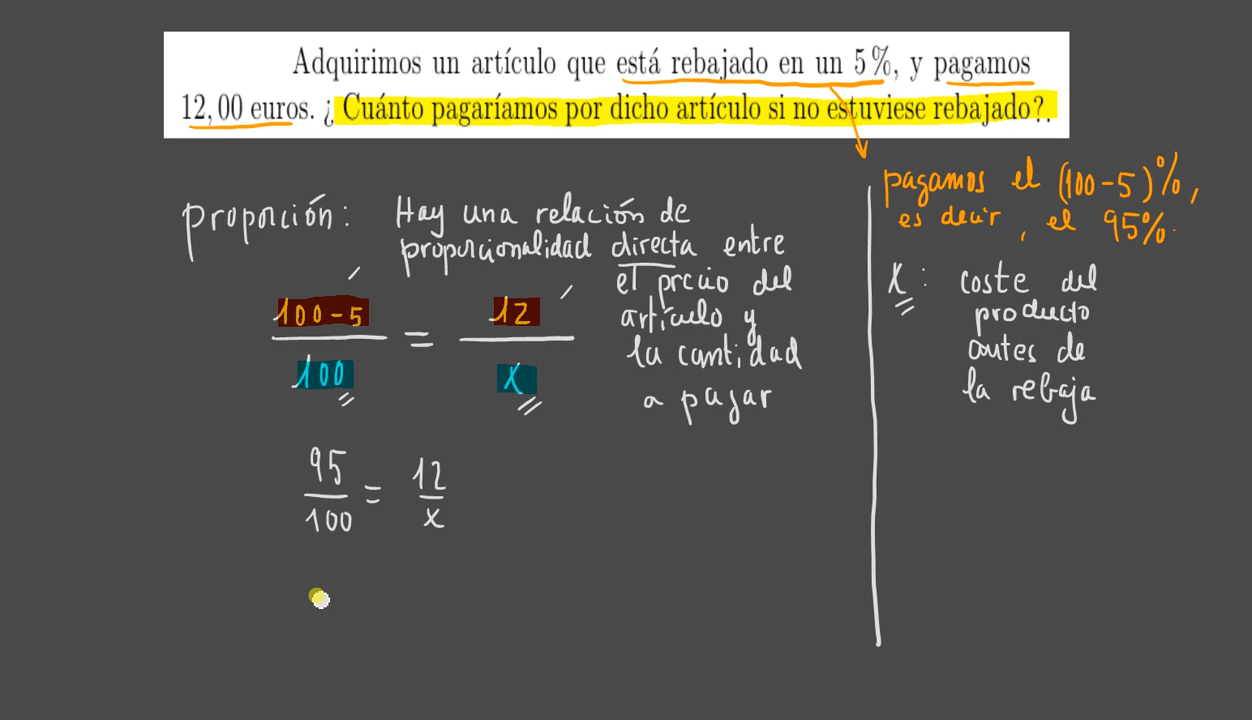 Adquirimos un artículo que está rebajado en un 5%, y pagamos
12,00 euros. ¿ Cuánto pagaríamos por dicho artículo si no estuviese rebajado?.
pagamos el (100-5)%,
es decir, el 95%.
proporción: Hay una relación de
proporcionalidad directa entre
el precio del
artículo y
la cantidad
a pagar
100-5 = 12
100 x
x: coste del
producto
antes de
la rebaja
95 = 12
100 x